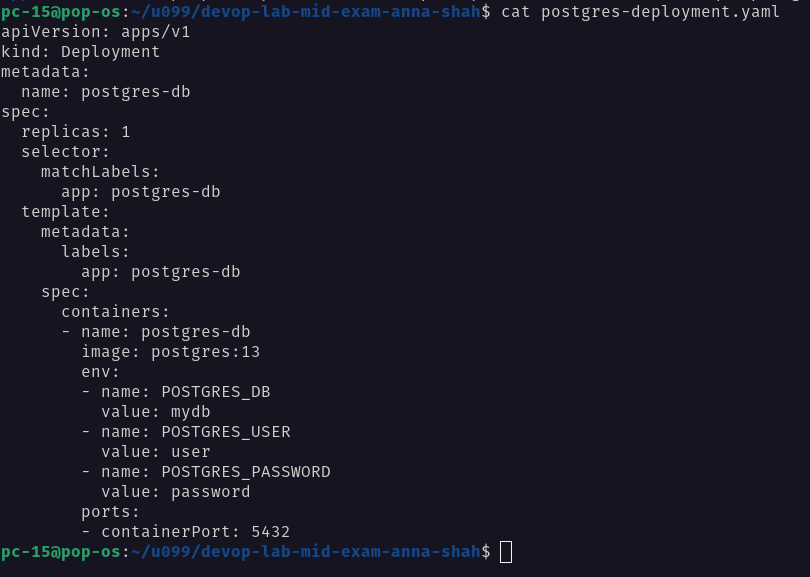 pc-15@pop-os:~/u099/devop-lab-mid-exam-anna-shah$ cat postgres-deployment.yaml
apiVersion: apps/v1
kind: Deployment
metadata:
  name: postgres-db
spec:
  replicas: 1
  selector:
    matchLabels:
      app: postgres-db
  template:
    metadata:
      labels:
        app: postgres-db
    spec:
      containers:
      - name: postgres-db
        image: postgres:13
        env:
        - name: POSTGRES_DB
          value: mydb
        - name: POSTGRES_USER
          value: user
        - name: POSTGRES_PASSWORD
          value: password
        ports:
        - containerPort: 5432
pc-15@pop-os:~/u099/devop-lab-mid-exam-anna-shah$